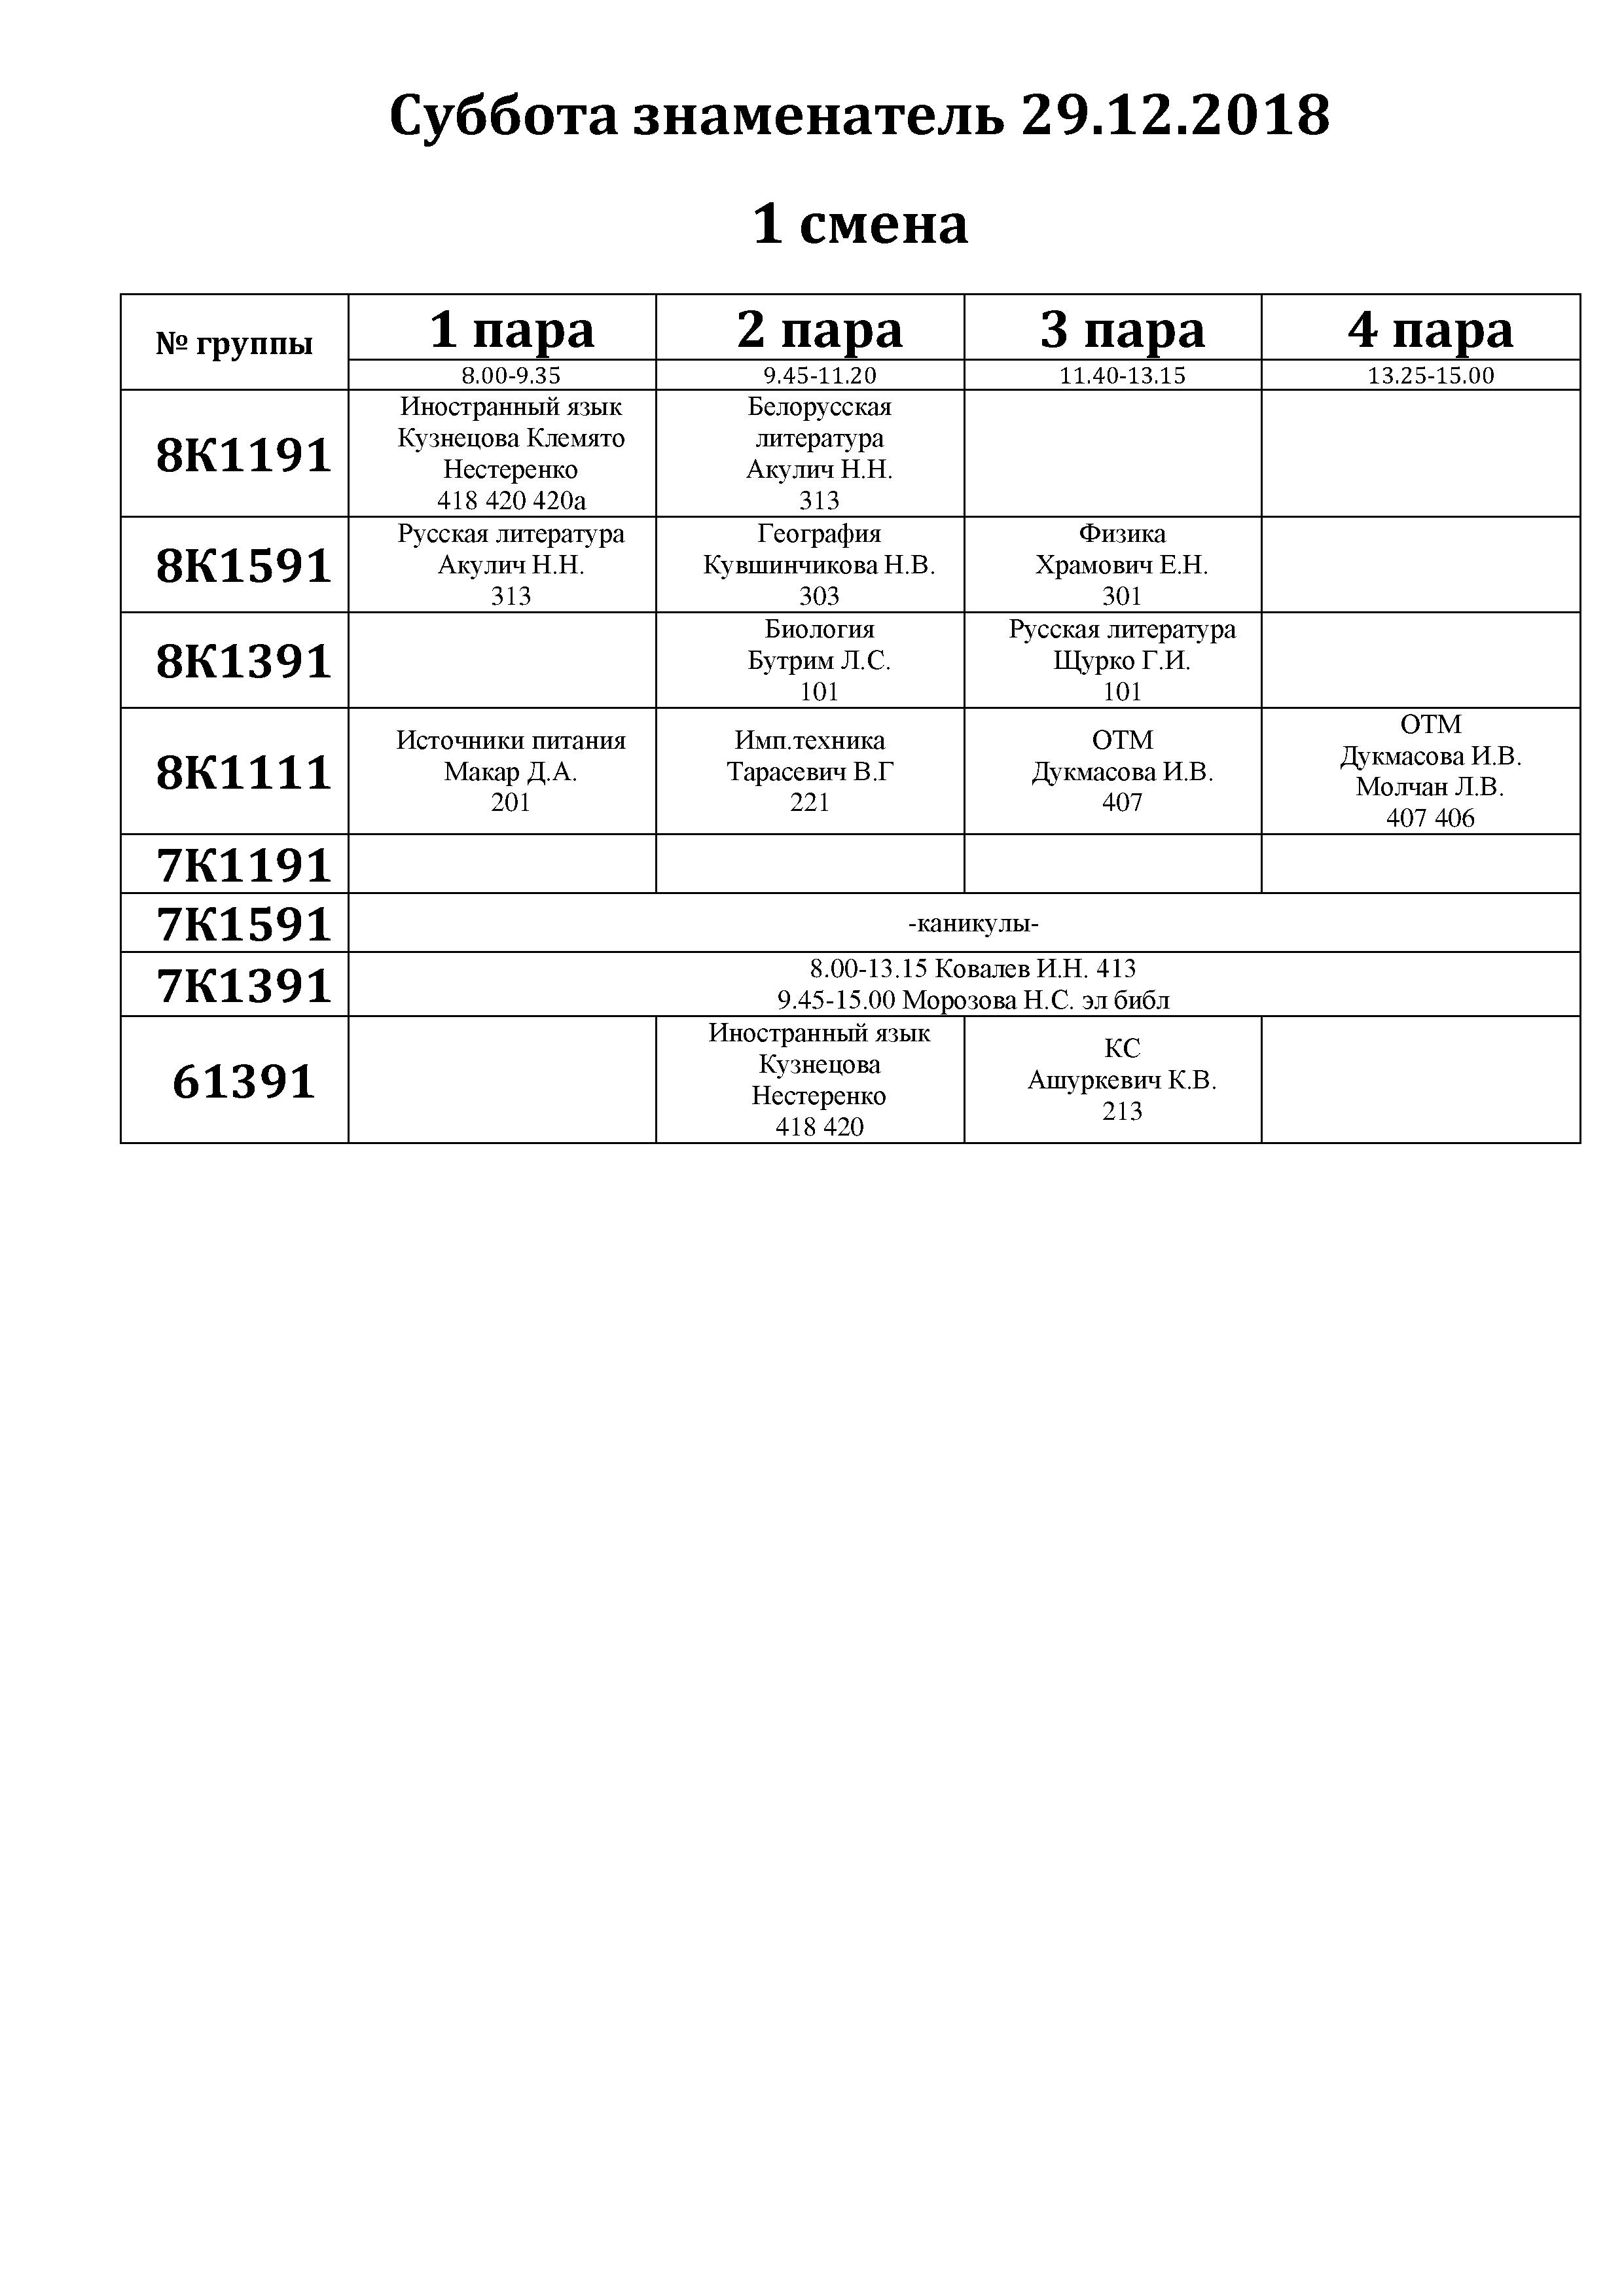 Суббота знаменатель 29.12.2018
1 смена
№ группы
1 пара
2 пара
3 пара
4 пара
8.00-9.35
9.45-11.20
11.40-13.15
13.25-15.00
8К1191
Иностранный язык
Кузнецова Клемято
Нестеренко
418 420 420а
Белорусская
литература
Акулич Н.Н.
313
8К1591
Русская литература
Акулич Н.Н.
313
География
Кувшинчикова Н.В.
303
Физика
Храмович Е.Н.
301
8К1391
Биология
Бутрим Л.С.
101
Русская литература
Щурко Г.И.
101
8К1111
Источники питания
Макар Д.А.
201
Имп.техника
Тарасевич В.Г
221
ОТМ
Дукмасова И.В.
407
ОТМ
Дукмасова И.В.
Молчан Л.В.
407 406
7К1191
7К1591
-каникулы-
7К1391
8.00-13.15 Ковалев И.Н. 413
9.45-15.00 Морозова Н.С. эл библ
61391
Иностранный язык
Кузнецова
Нестеренко
418 420
КС
Ашуркевич К.В.
213